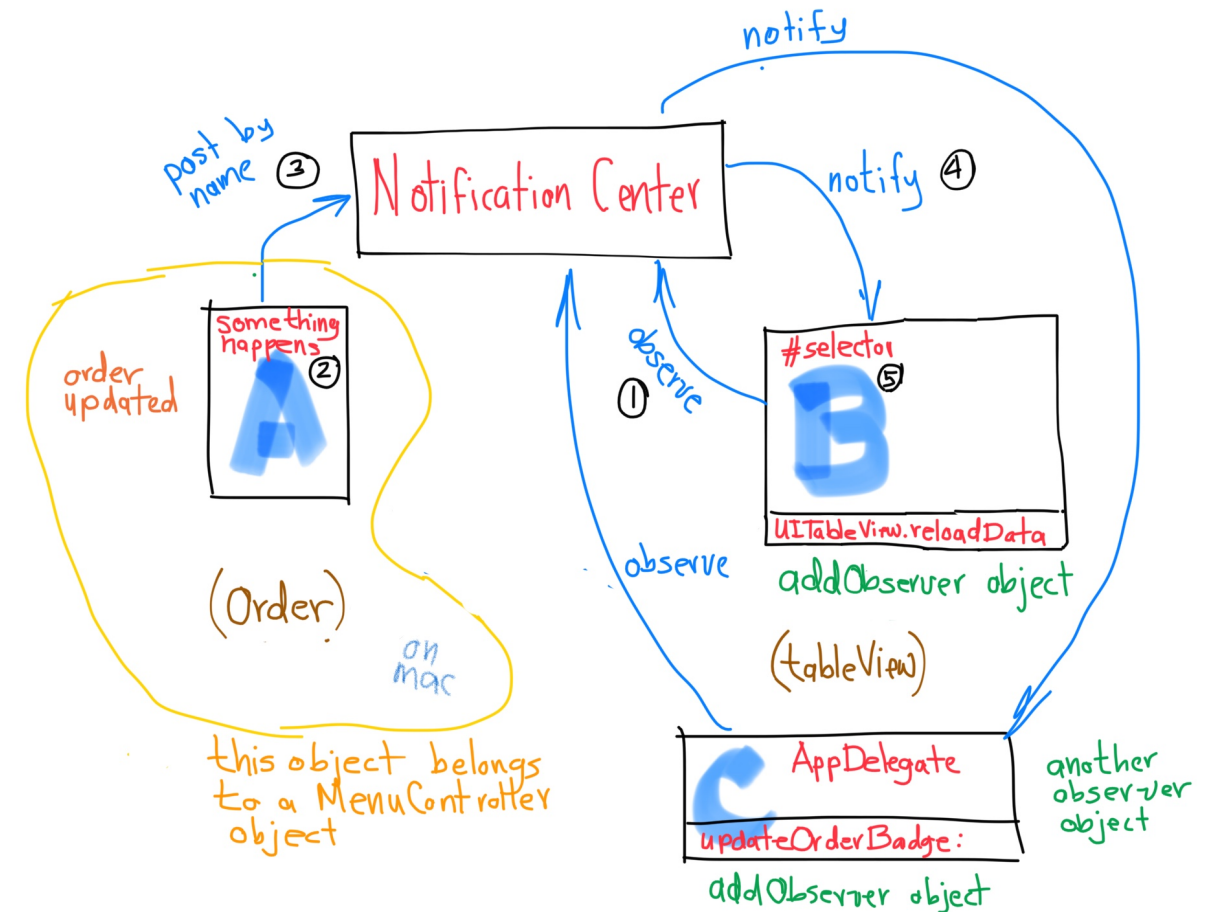 notify
post by
name ③
Notification Center
notify ④
something
happens
②
A
order
updated
(Order)
on
mac
this object belongs
to a MenuController
object
observe
①
observe
#selector
⑤
B
UITableView.reloadData
addObserver object
(tableView)
C
AppDelegate
updateOrderBadge:
addObserver object
another
observer
object